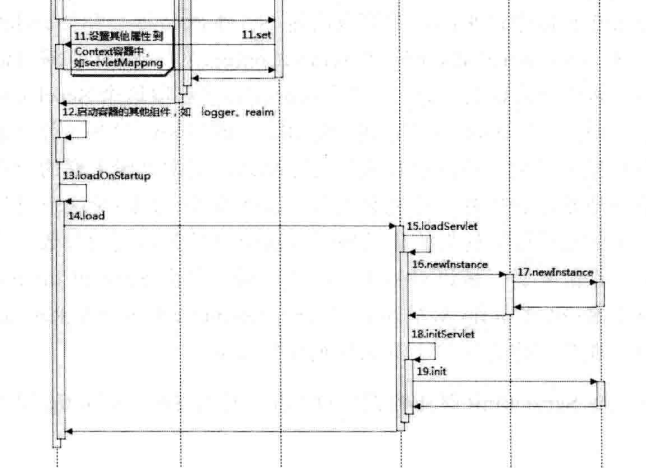 11.设置其他属性到
Context容器中，
如servletMapping
11.set
12.启动容器的其他组件，如 logger、realm
13.loadOnStartup
14.load
15.loadServlet
16.newInstance
17.newInstance
18.initServlet
19.init